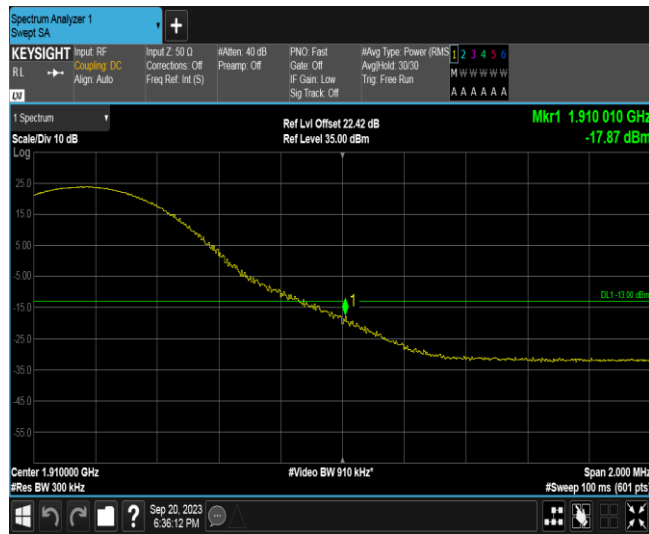 Spectrum Analyzer 1
Swept SA
+
KEYSIGHT
RL
LXI
Input: RF
Coupling: DC
Align: Auto
Input Z: 50 Ω
Corrections: Off
Freq Ref: Int (S)
#Atten: 40 dB
Preamp: Off
PNO: Fast
Gate: Off
IF Gain: Low
Sig Track: Off
#Avg Type: Power (RMS
Avg|Hold: 30/30
Trig: Free Run
1 2 3 4 5 6
M W W W W W
A A A A A A
1 Spectrum
Scale/Div 10 dB
Log
Ref Lvl Offset 22.42 dB
Ref Level 35.00 dBm
Mkr1 1.910 010 GHz
-17.87 dBm
25.0
15.0
5.00
-5.00
-15.0
-25.0
-35.0
-45.0
-55.0
1
DL1 -13.00 dBm
Center 1.910000 GHz
#Res BW 300 kHz
#Video BW 910 kHz*
Span 2.000 MHz
#Sweep 100 ms (601 pts
?
Sep 20, 2023
6:36:12 PM